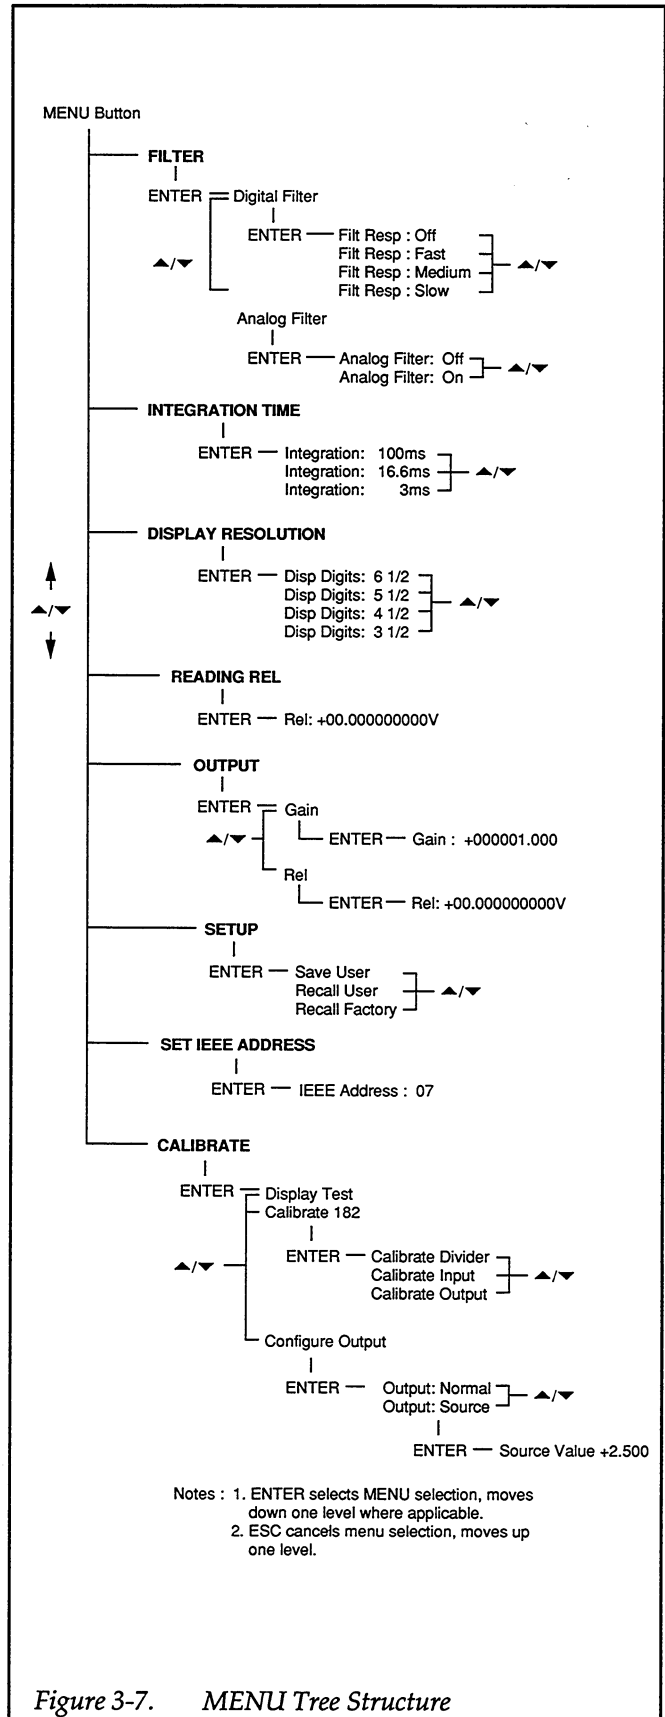 MENU Button
FILTER
ENTER Digital Filter
ENTER Filt Resp : Off
Filt Resp : Fast
▲/▼ Filt Resp : Medium ▲/▼
Filt Resp : Slow
Analog Filter
ENTER Analog Filter: Off
Analog Filter: On ▲/▼
INTEGRATION TIME
ENTER Integration: 100ms
Integration: 16.6ms ▲/▼
Integration: 3ms
DISPLAY RESOLUTION
ENTER Disp Digits: 6 1/2
Disp Digits: 5 1/2
▲/▼ Disp Digits: 4 1/2 ▲/▼
Disp Digits: 3 1/2
READING REL
ENTER Rel: +00.000000000V
OUTPUT
ENTER Gain
▲/▼ ENTER Gain : +000001.000
Rel
ENTER Rel: +00.000000000V
SETUP
ENTER Save User
Recall User ▲/▼
Recall Factory
SET IEEE ADDRESS
ENTER IEEE Address : 07
CALIBRATE
ENTER Display Test
Calibrate 182
ENTER Calibrate Divider
▲/▼ Calibrate Input ▲/▼
Calibrate Output
Configure Output
ENTER Output: Normal
Output: Source ▲/▼
ENTER Source Value +2.500
Notes : 1. ENTER selects MENU selection, moves
down one level where applicable.
2. ESC cancels menu selection, moves up
one level.
Figure 3-7. MENU Tree Structure